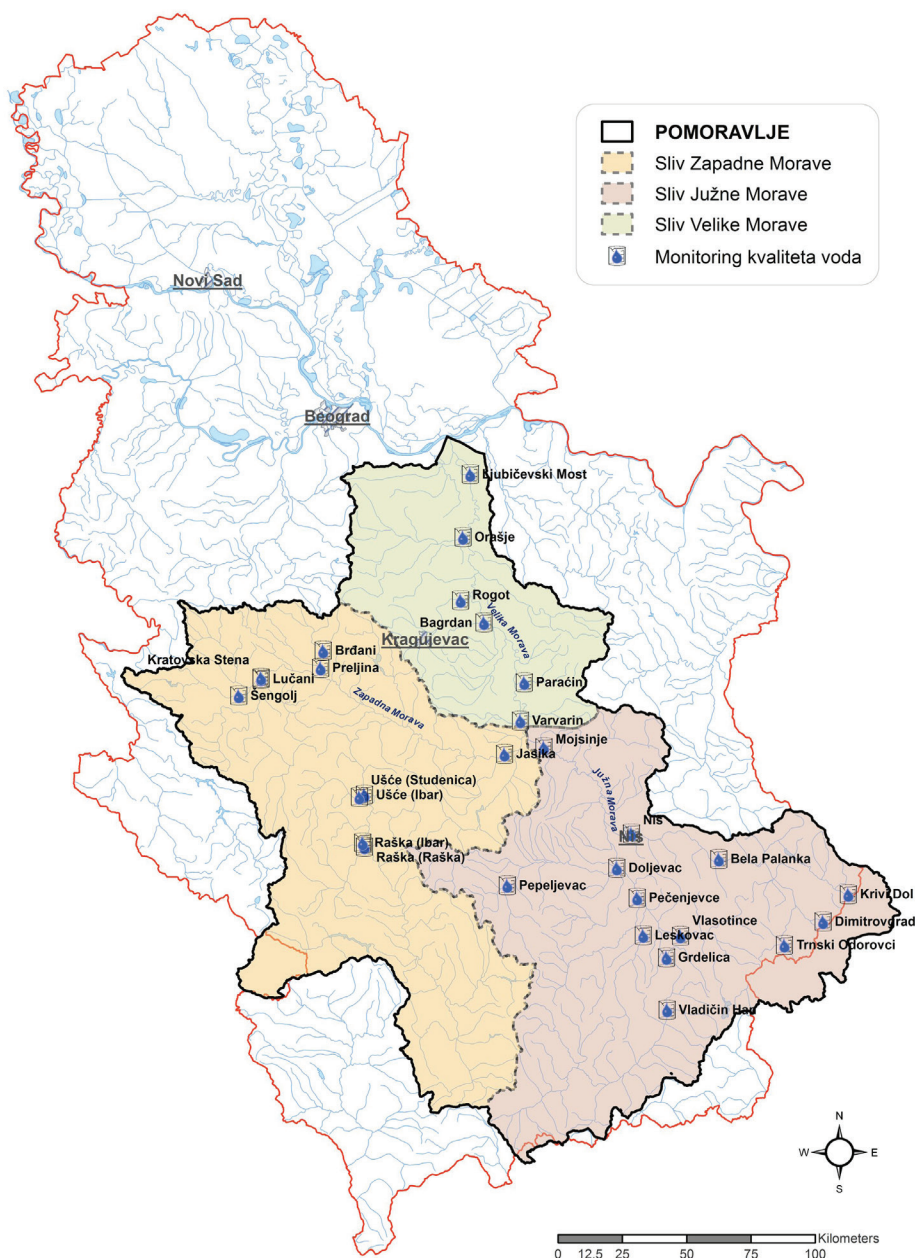 POMORAVLJE
Sliv Zapadne Morave
Sliv Južne Morave
Sliv Velike Morave
Monitoring kvaliteta voda
Novi Sad
Beograd
Ljubičevski Most
Orašje
Rogot
Bagrdan
Velika Morava
Kragujevac
Brđani
Kratovska Stena
Preljina
Lučani
Paraćin
Šengolj
Zapadna Morava
Varvarin
Mojsinje
Jasika
Ušće (Studenica)
Ušće (Ibar)
Južna Morava
Niš
Niš
Raška (Ibar)
Raška (Raška)
Bela Palanka
Doljevac
Pepeljevac
Krivi Dol
Pečenjevce
Dimitrovgrad
Vlasotince
Leskovac
Trnski Odorovci
Grdelica
Vladičin Han
N
W E
S
Kilometers
0 12.5 25 50 75 100